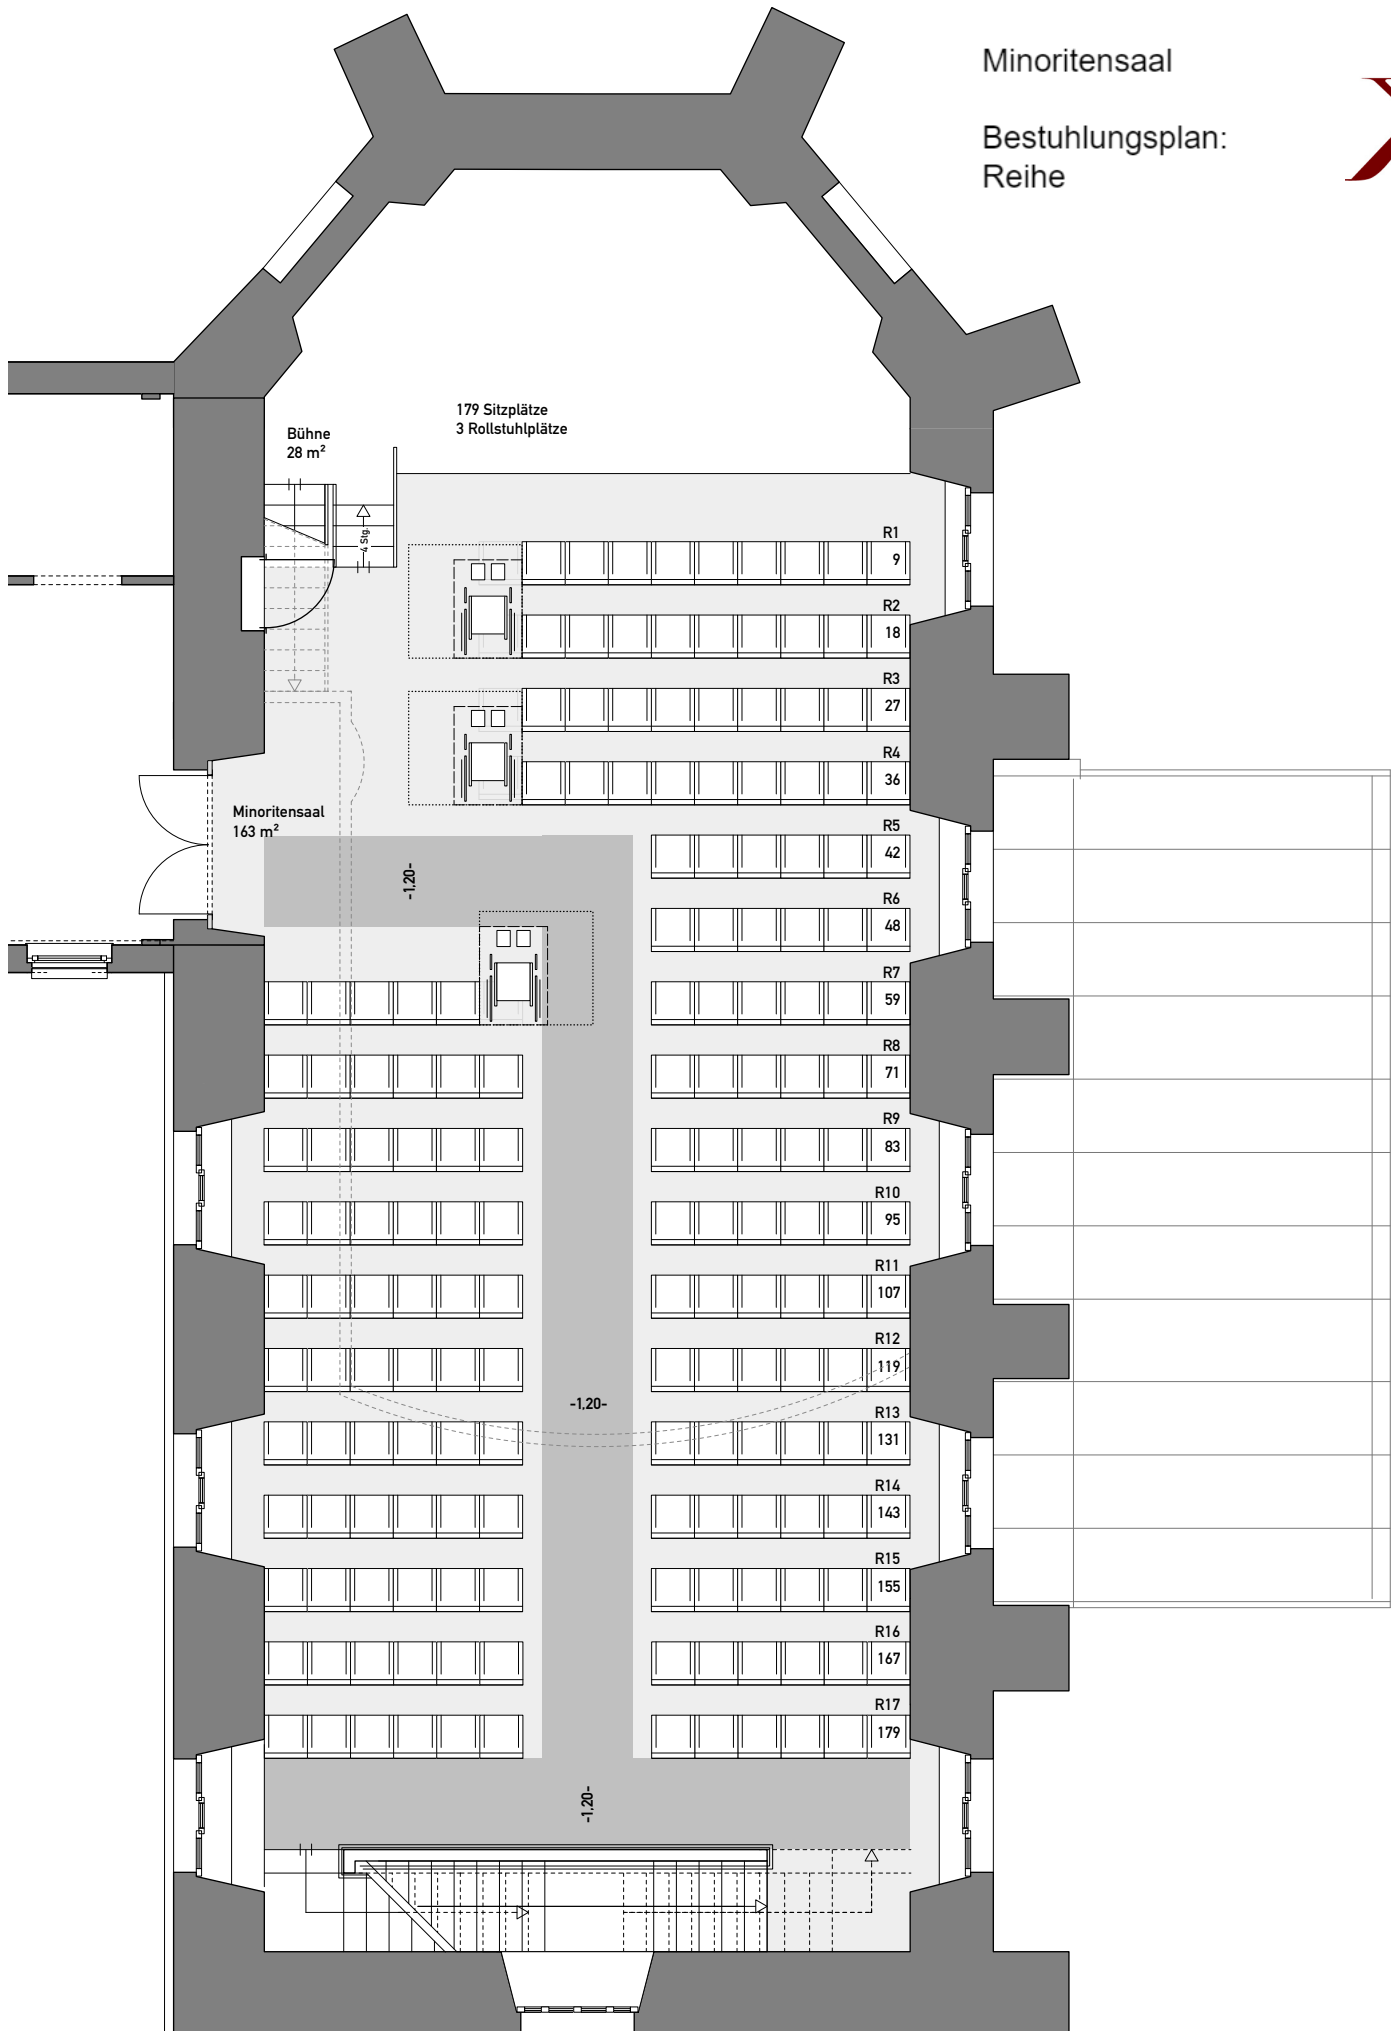 Minoritensaal
Bestuhlungsplan:
Reihe
179 Sitzplätze
3 Rollstuhlplätze
Bühne
28 m²
4 Stg.
R1
9
R2
18
R3
27
R4
36
Minoritensaal
163 m²
R5
42
-1,20-
R6
48
R7
59
R8
71
R9
83
R10
95
R11
107
R12
119
-1,20-
R13
131
R14
143
R15
155
R16
167
R17
179
-1,20-